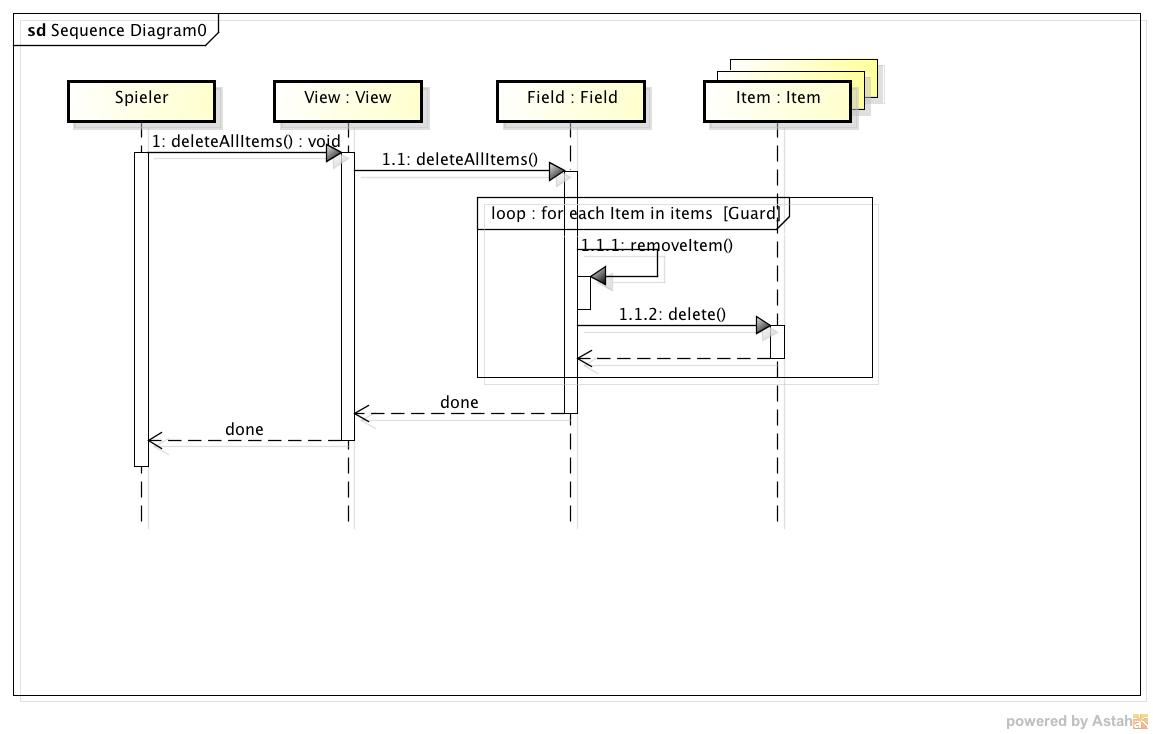 sd Sequence Diagram0
Spieler
View : View
Field : Field
Item : Item
1: deleteAllItems() : void
1.1: deleteAllItems()
loop : for each Item in items [Guard]
1.1.1: removeItem()
1.1.2: delete()
done
done
powered by Astah